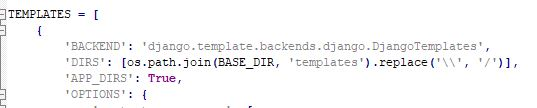 TEMPLATES = [
{
'BACKEND': 'django.template.backends.django.DjangoTemplates',
'DIRS': [os.path.join(BASE_DIR, 'templates').replace('\\', '/')],
'APP_DIRS': True,
'OPTIONS': {